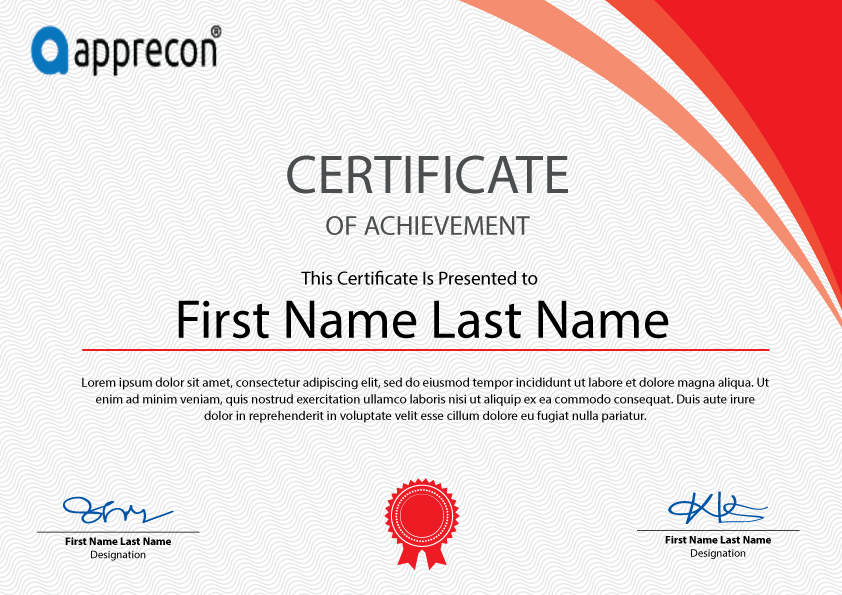 apprecon®
CERTIFICATE
OF ACHIEVEMENT
This Certificate Is Presented to
First Name Last Name
Lorem ipsum dolor sit amet, consectetur adipiscing elit, sed do eiusmod tempor incididunt ut labore et dolore magna aliqua. Ut
enim ad minim veniam, quis nostrud exercitation ullamco laboris nisi ut aliquip ex ea commodo consequat. Duis aute irure
dolor in reprehenderit in voluptate velit esse cillum dolore eu fugiat nulla pariatur.
First Name Last Name
Designation
First Name Last Name
Designation